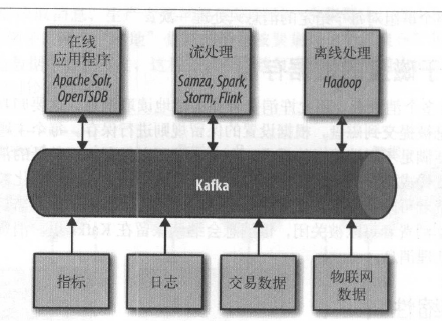 在线
应用程序
Apache Solr,
OpenTSDB
流处理
Samza, Spark,
Storm, Flink
离线处理
Hadoop
Kafka
指标
日志
交易数据
物联网
数据